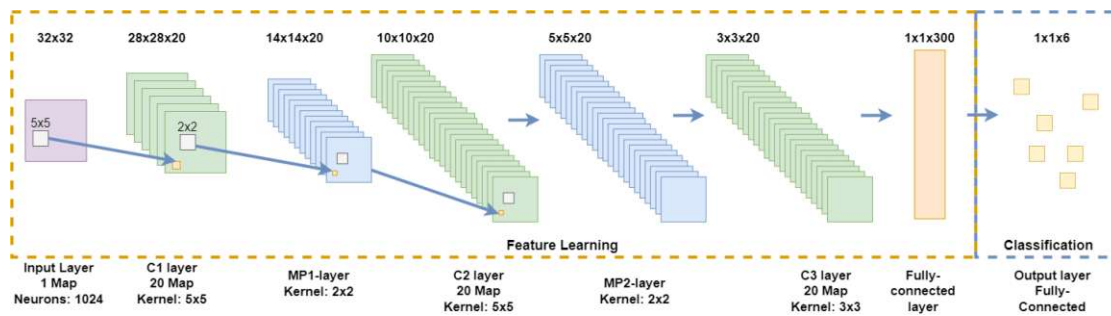 32x32
28x28x20
14x14x20
10x10x20
5x5x20
3x3x20
1x1x300
1x1x6
5x5
2x2
Feature Learning
Classification
Input Layer
1 Map
Neurons: 1024
C1 layer
20 Map
Kernel: 5x5
MP1-layer
Kernel: 2x2
C2 layer
20 Map
Kernel: 5x5
MP2-layer
Kernel: 2x2
C3 layer
20 Map
Kernel: 3x3
Fully-
connected
layer
Output layer
Fully-
Connected